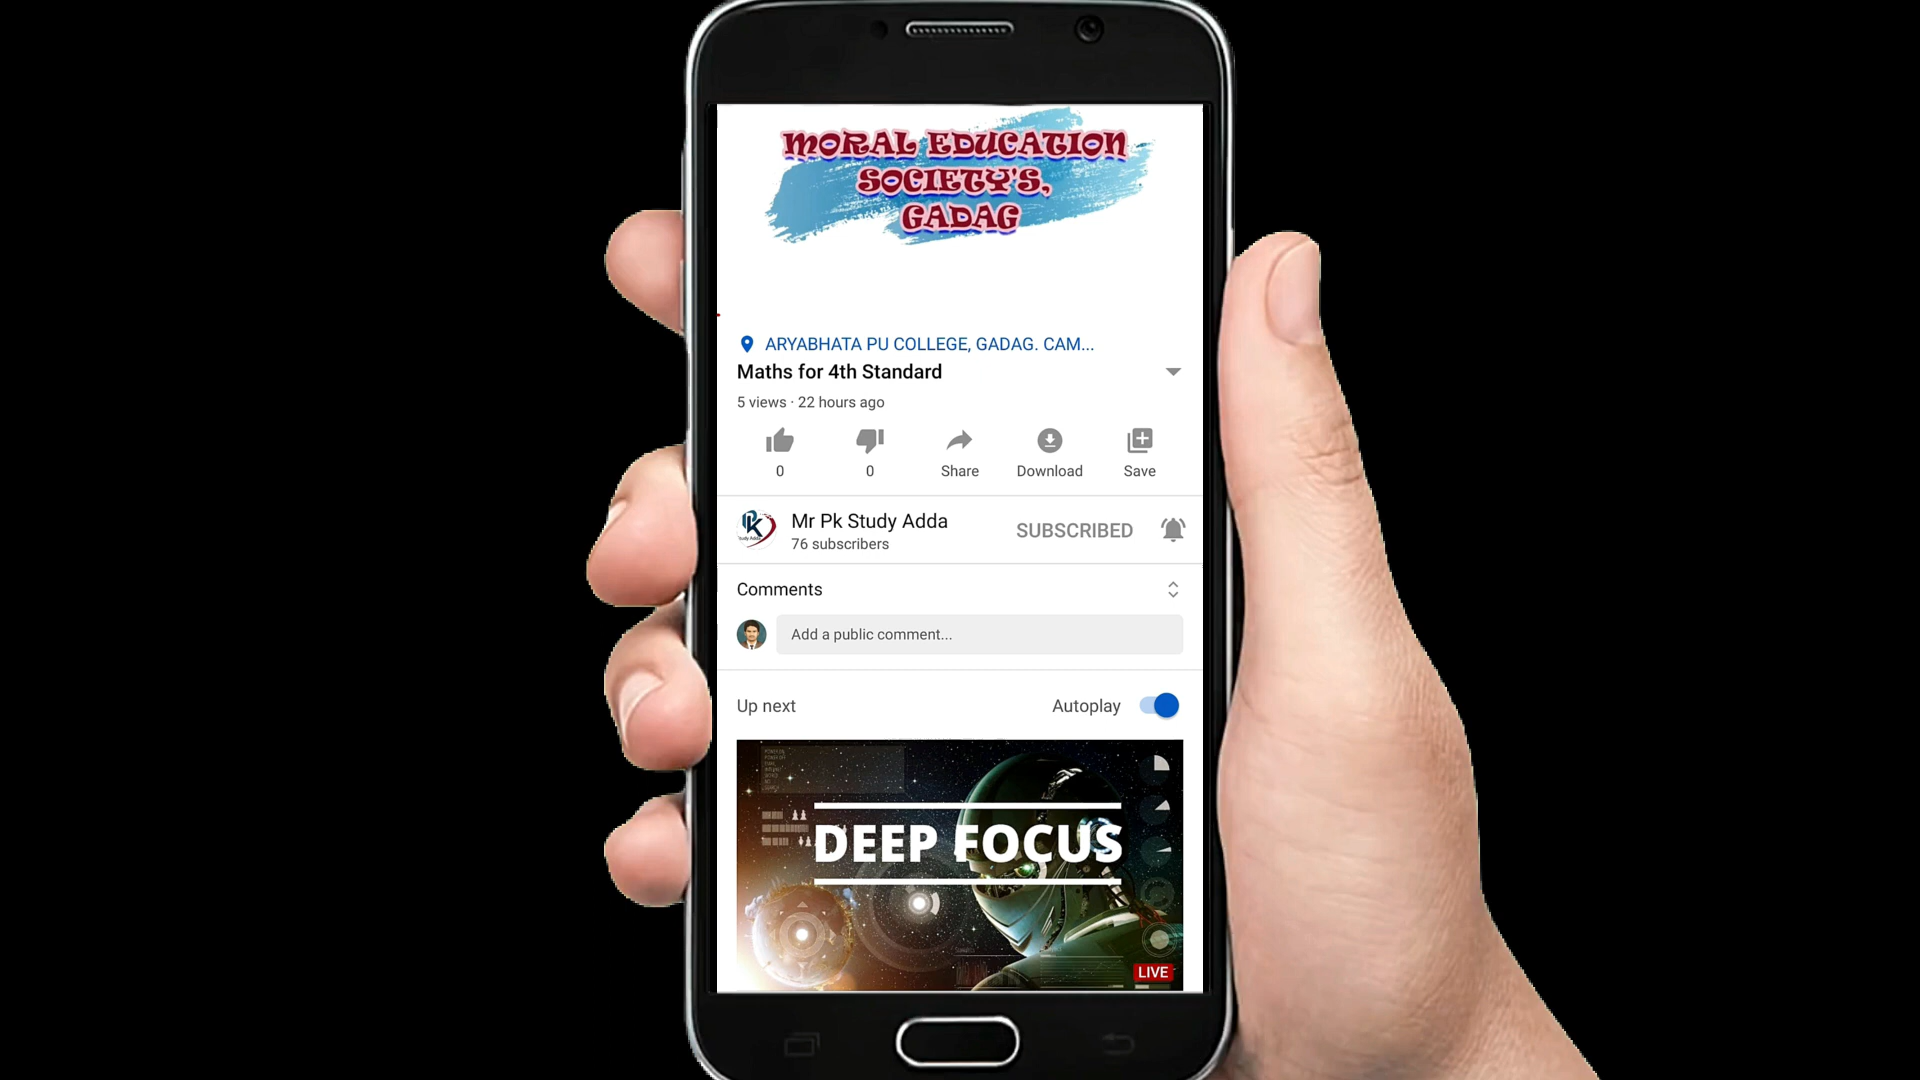 MORAL EDUCATION
SOCIETY'S,
GADAG
ARYABHATA PU COLLEGE, GADAG. CAM...
Maths for 4th Standard
5 views · 22 hours ago
0
0
Share
Download
Save
Mr Pk Study Adda
76 subscribers
SUBSCRIBED
Comments
Add a public comment...
Up next
Autoplay
DEEP FOCUS
LIVE